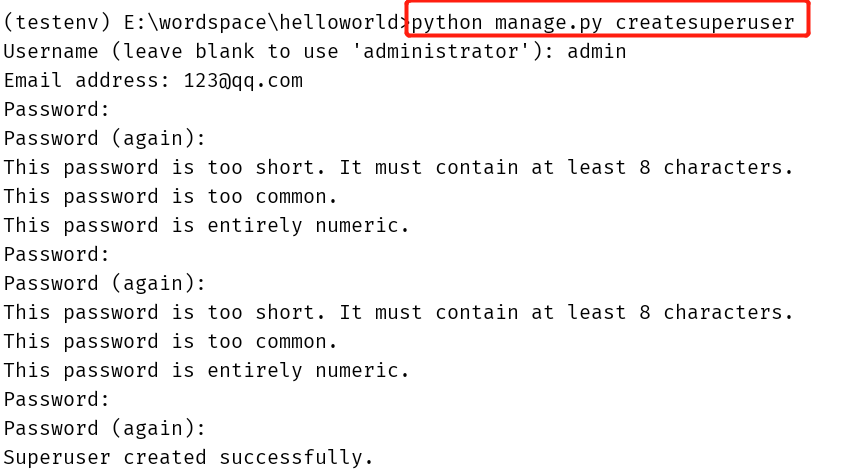 (testenv) E:\wordspace\helloworld>python manage.py createsuperuser
Username (leave blank to use 'administrator'): admin
Email address: 123@qq.com
Password:
Password (again):
This password is too short. It must contain at least 8 characters.
This password is too common.
This password is entirely numeric.
Password:
Password (again):
This password is too short. It must contain at least 8 characters.
This password is too common.
This password is entirely numeric.
Password:
Password (again):
Superuser created successfully.